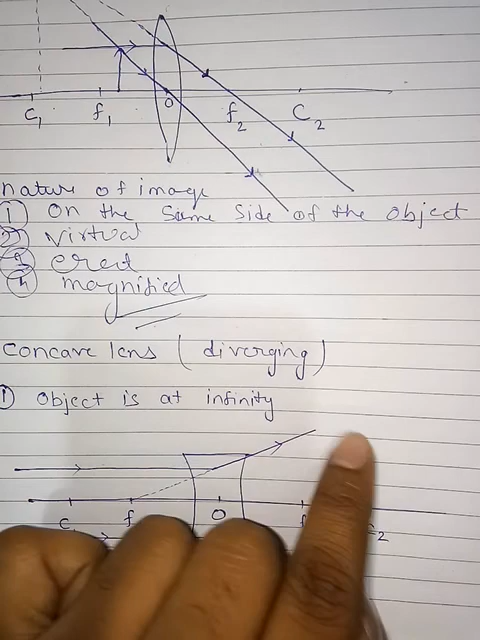 C1 f1 O f2 C2
nature of image
1 On the Same Side of the object
2) Virtual
3 erect
4 magnified
Concave lens ( diverging )
1 Object is at infinity
C f O f 2